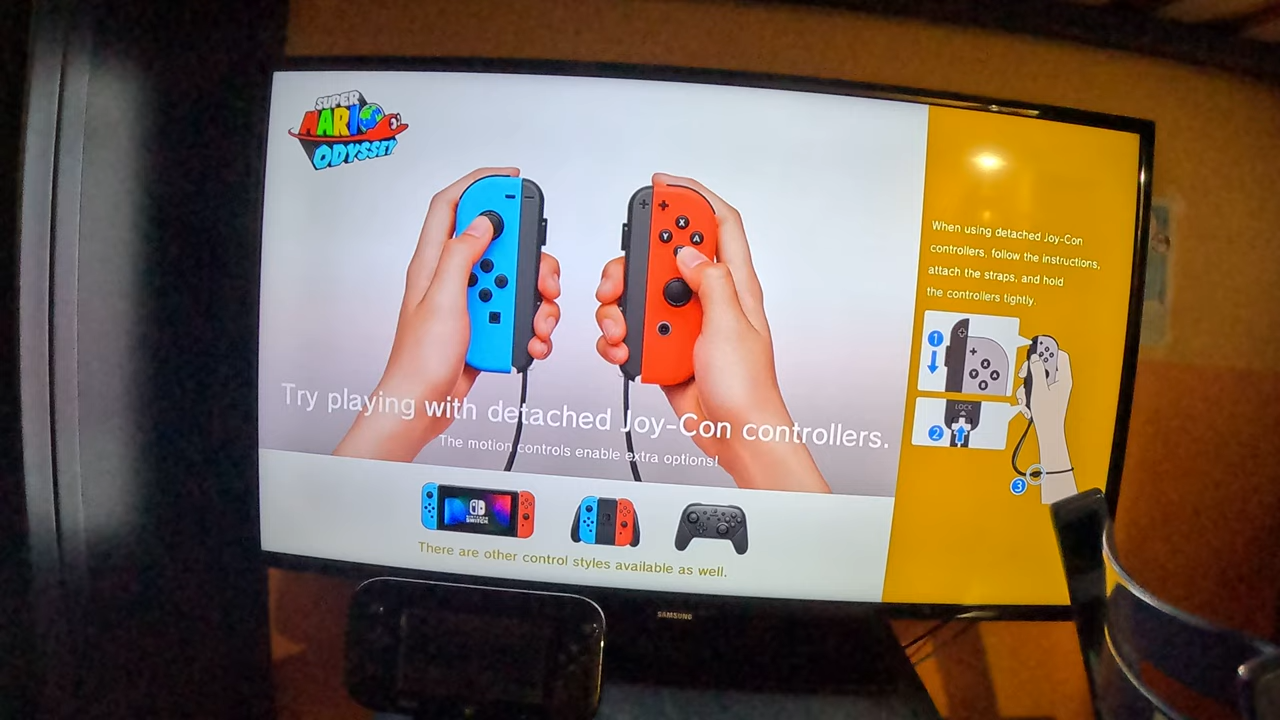 SUPER
MARIO
ODYSSEY
X
Y
A
Try playing with detached Joy-Con controllers.
The motion controls enable extra options!
NINTENDO
SWITCH
There are other control styles available as well.
When using detached Joy-Con
controllers, follow the instructions,
attach the straps, and hold
the controllers tightly.
1
X
Y
A
B
LOCK
2
3
SAMSUNG